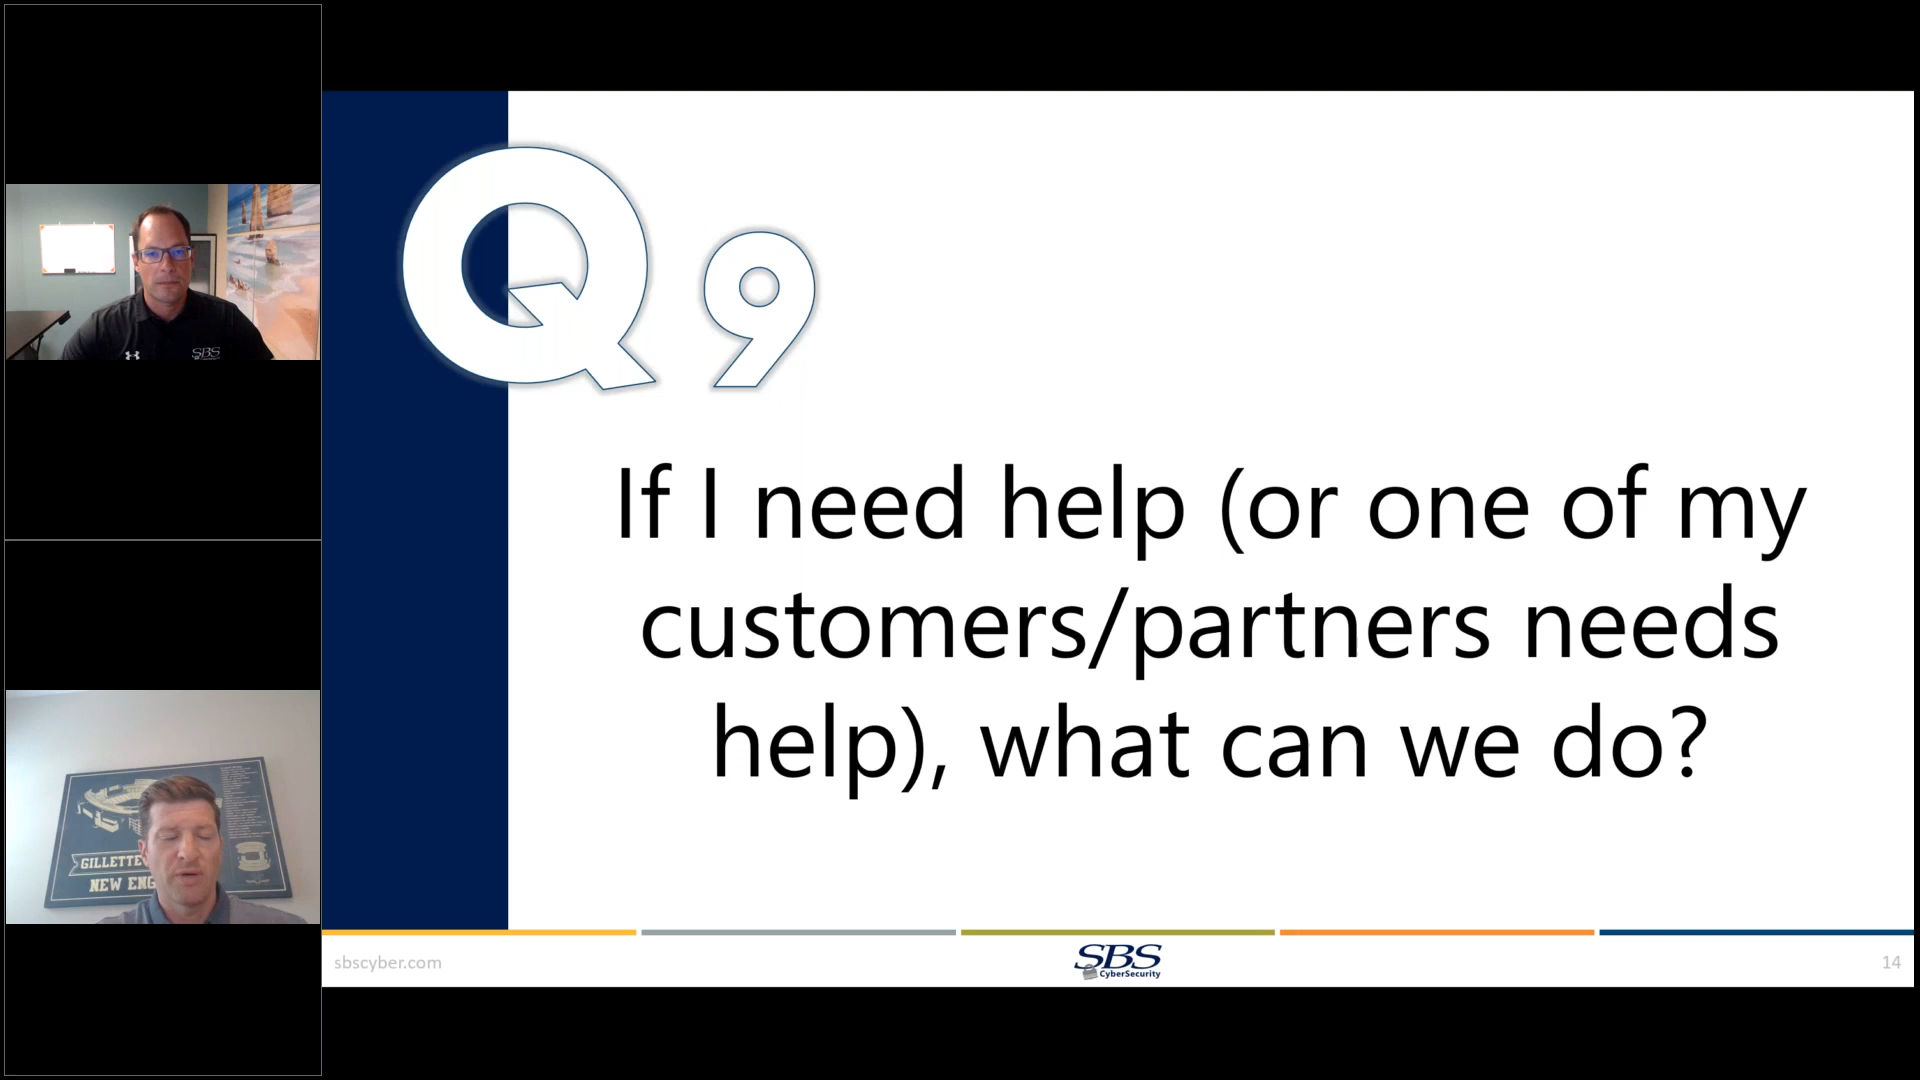 SBS
GILLETTE
NEW ENG
Q 9
If I need help (or one of my
customers/partners needs
help), what can we do?
sbscyber.com
SBS
CyberSecurity
14